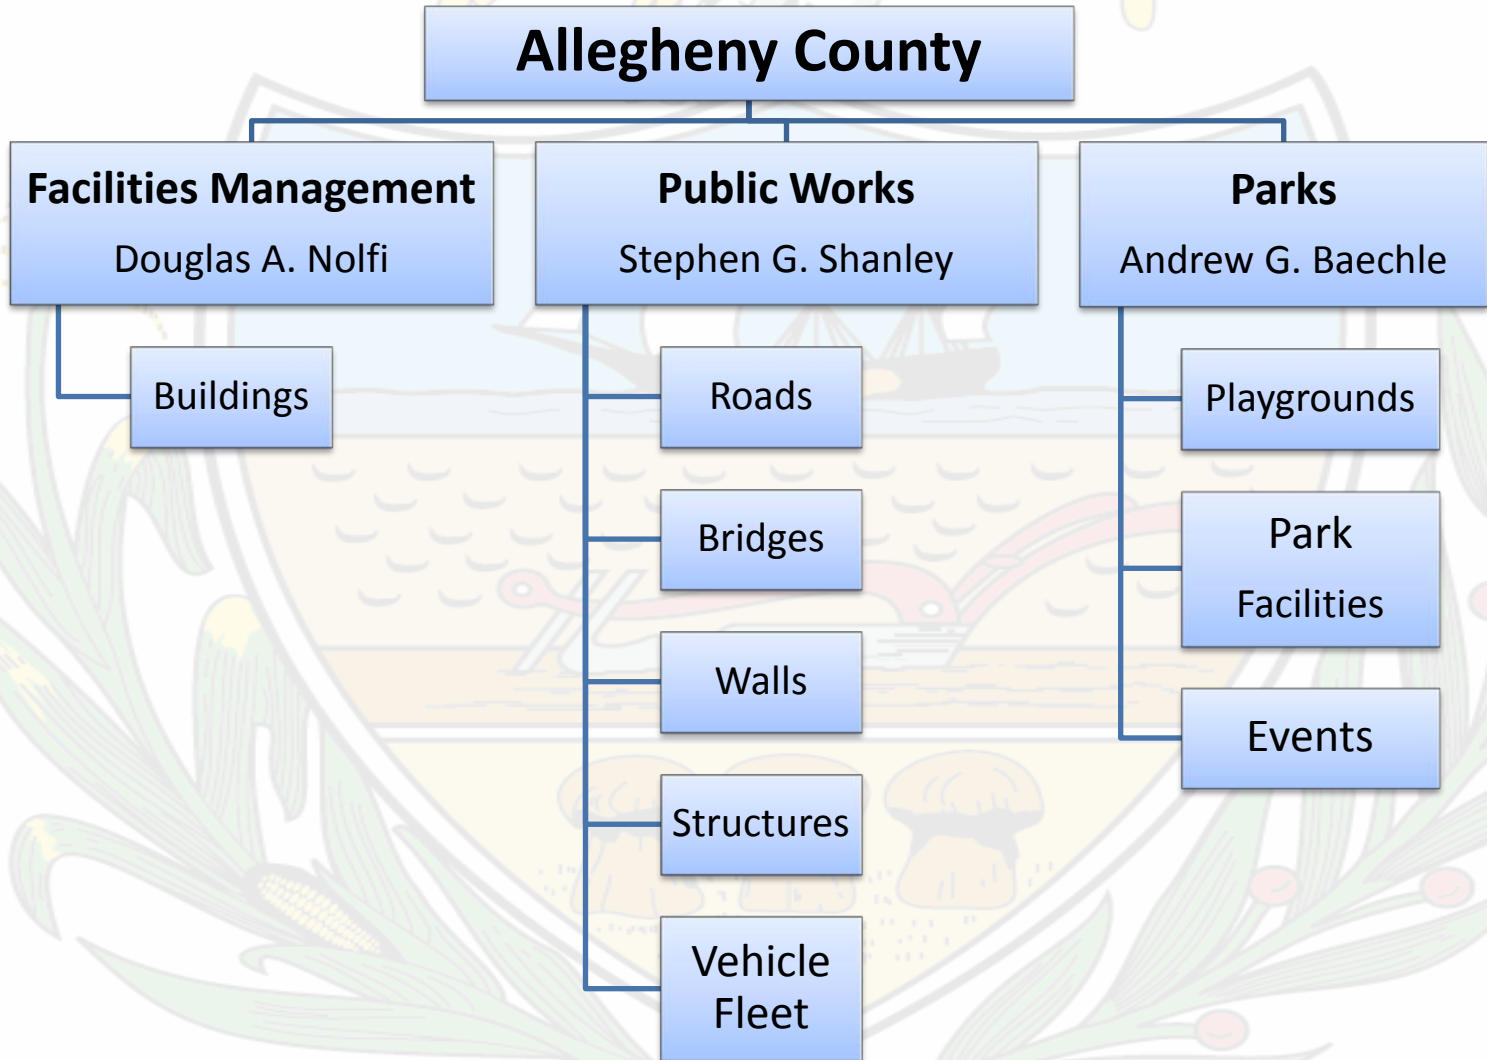 Allegheny County
Facilities Management
Douglas A. Nolfi
Buildings
Public Works
Stephen G. Shanley
Roads
Bridges
Walls
Structures
Vehicle
Fleet
Parks
Andrew G. Baechle
Playgrounds
Park
Facilities
Events